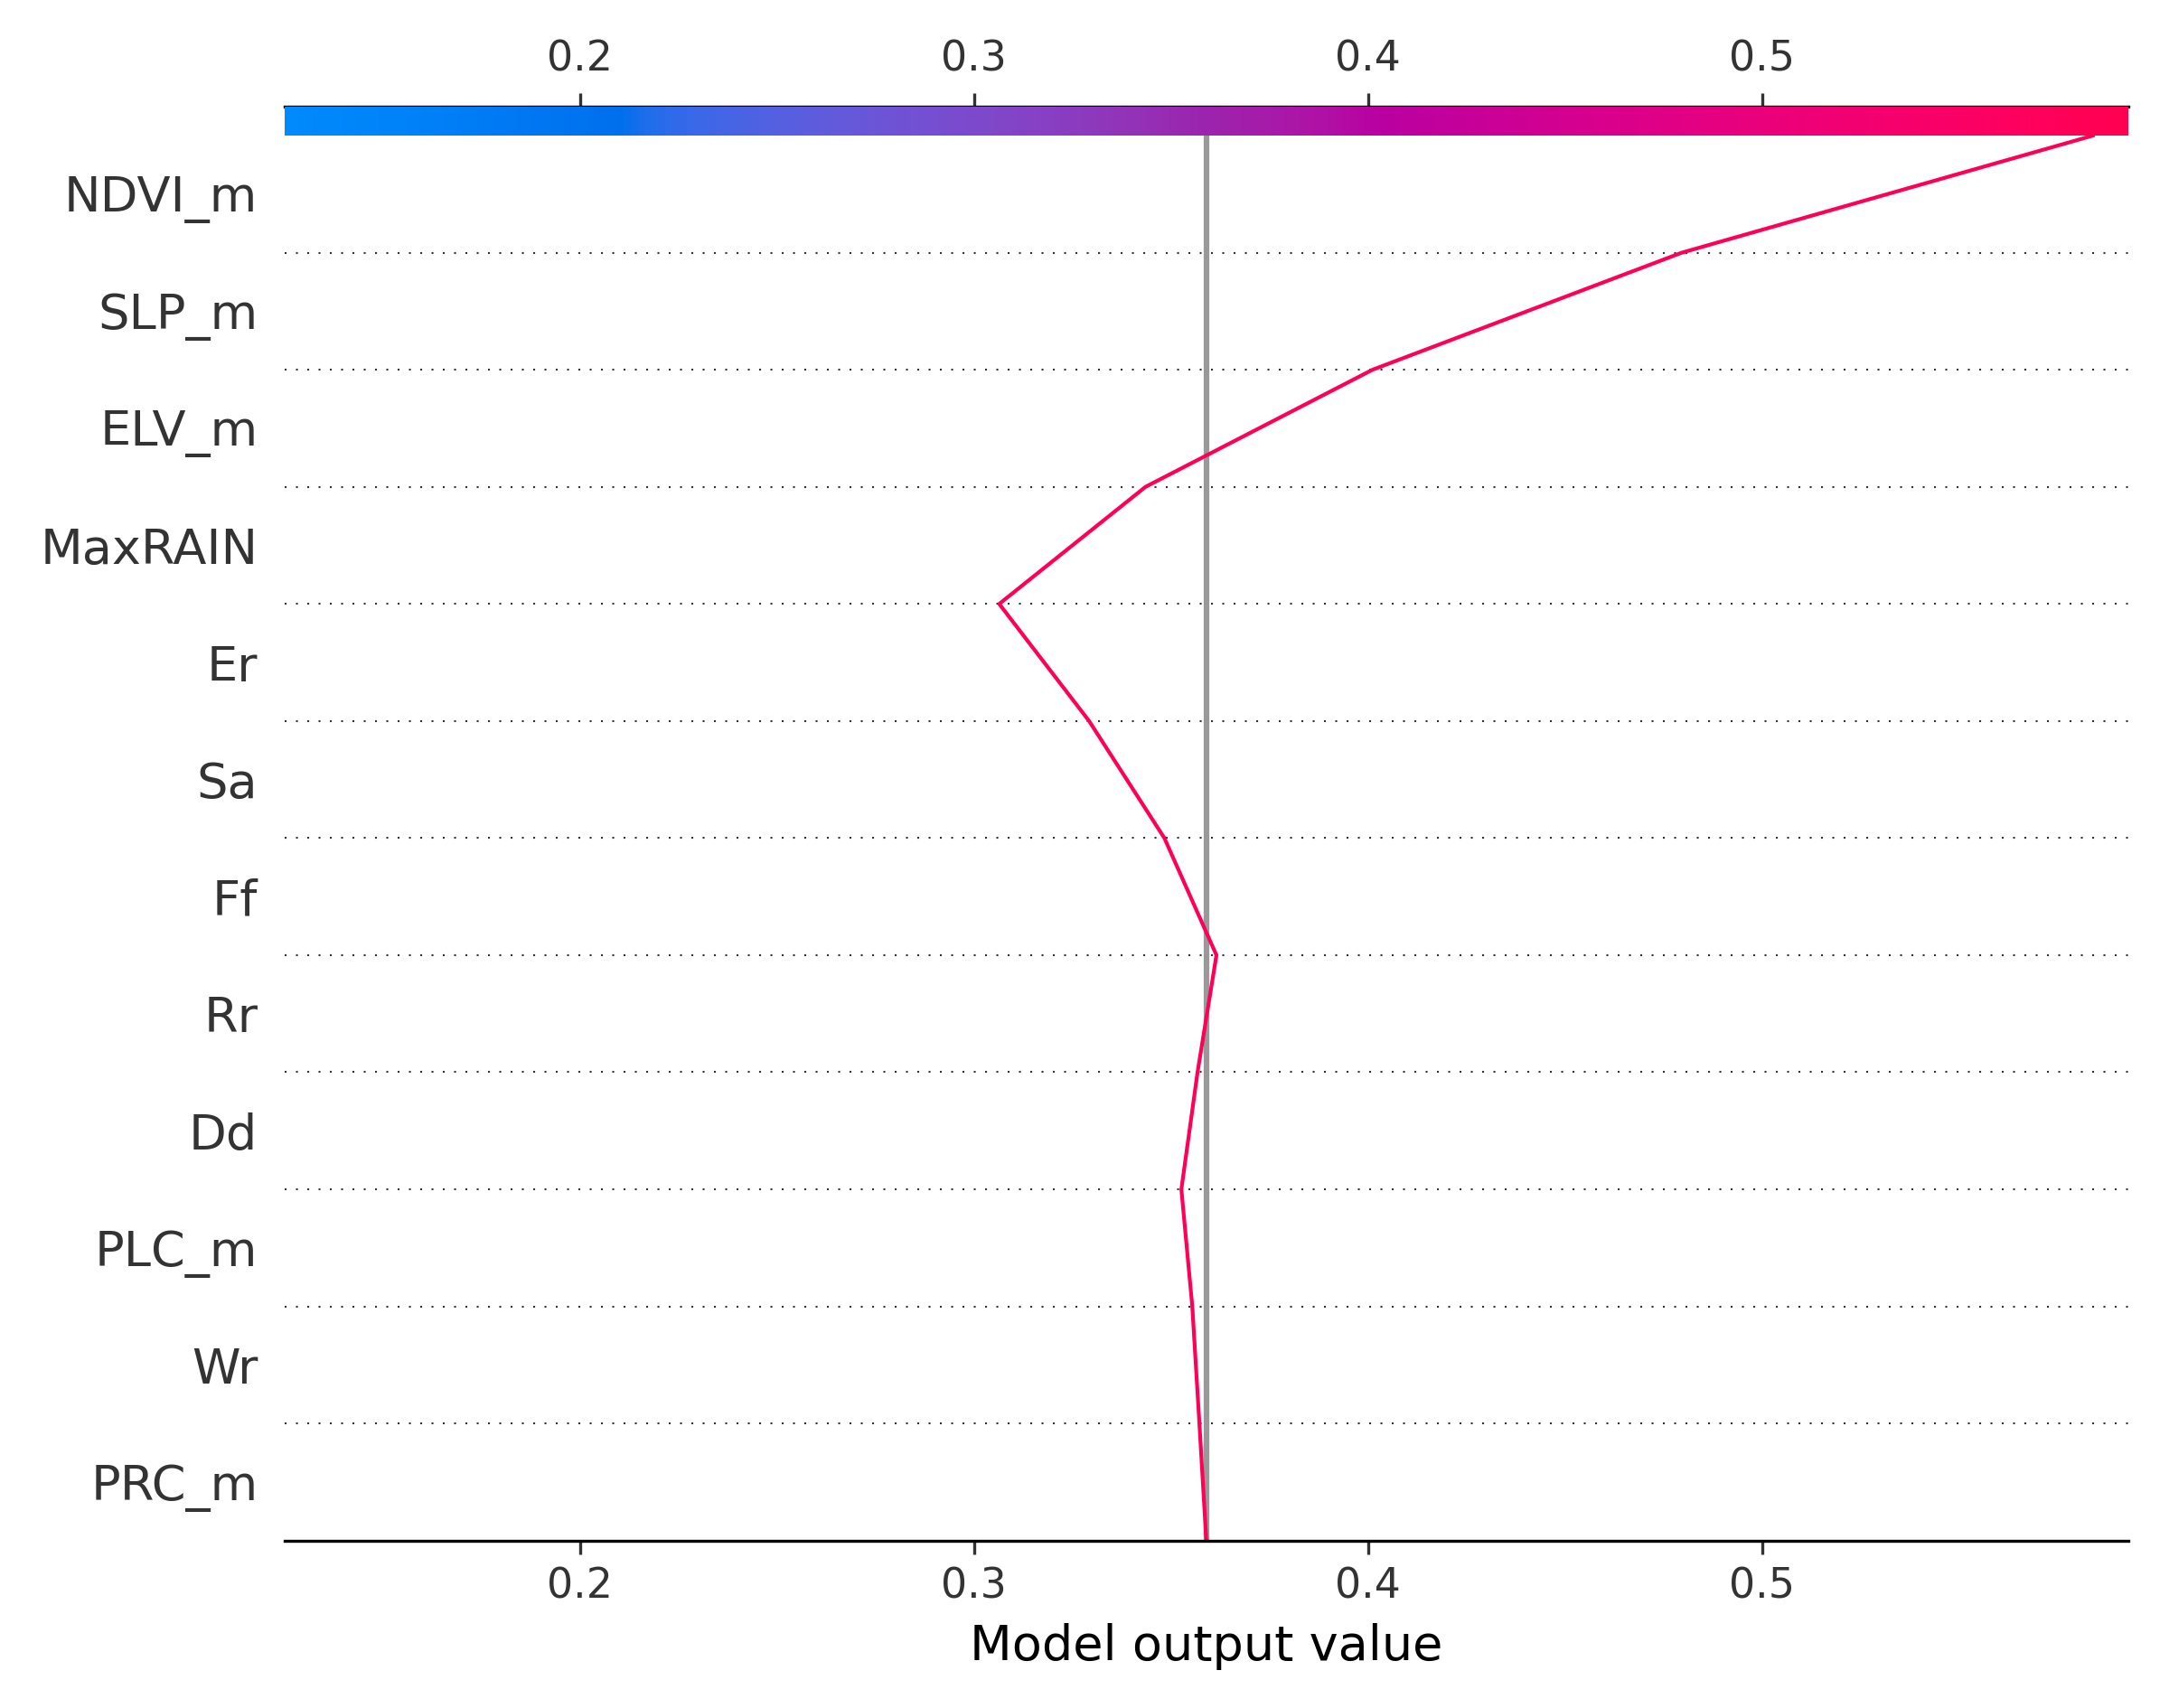 0.2 0.3 0.4 0.5
NDVI_m
SLP_m
ELV_m
MaxRAIN
Er
Sa
Ff
Rr
Dd
PLC_m
Wr
PRC_m
0.2 0.3 0.4 0.5
Model output value